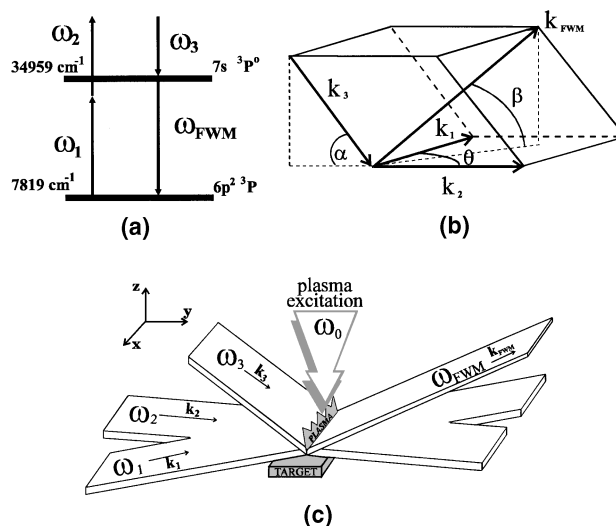 ω2
ω3
34959 cm⁻¹
7s ³Pᵒ
ω1
ωFWM
7819 cm⁻¹
6p² ³P
(a)
k FWM
k3
β
k1
α
θ
k2
(b)
plasma
excitation
ω0
z
y
x
ω3
k3
ωFWM
kFWM
PLASMA
ω2
k2
ω1
k1
TARGET
(c)